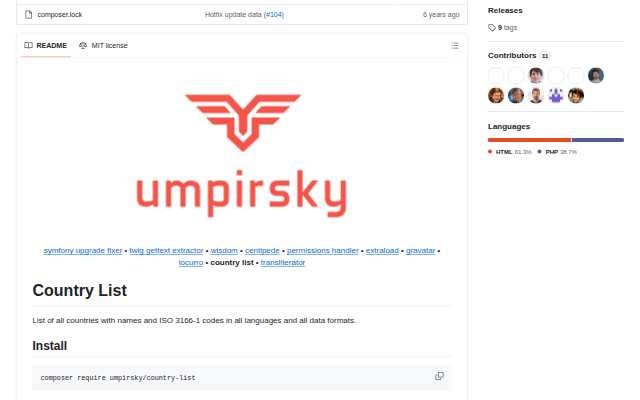 composer.lock Hotfix update data (#104) 6 years ago
README MIT license
umpirsky
symfony upgrade fixer • twig gettext extractor • wisdom • centipede • permissions handler • extraload • gravatar •
locurro • country list • transliterator
Country List
List of all countries with names and ISO 3166-1 codes in all languages and all data formats.
Install
composer require umpirsky/country-list
Releases
9 tags
Contributors 11
Languages
HTML 61.3% PHP 38.7%